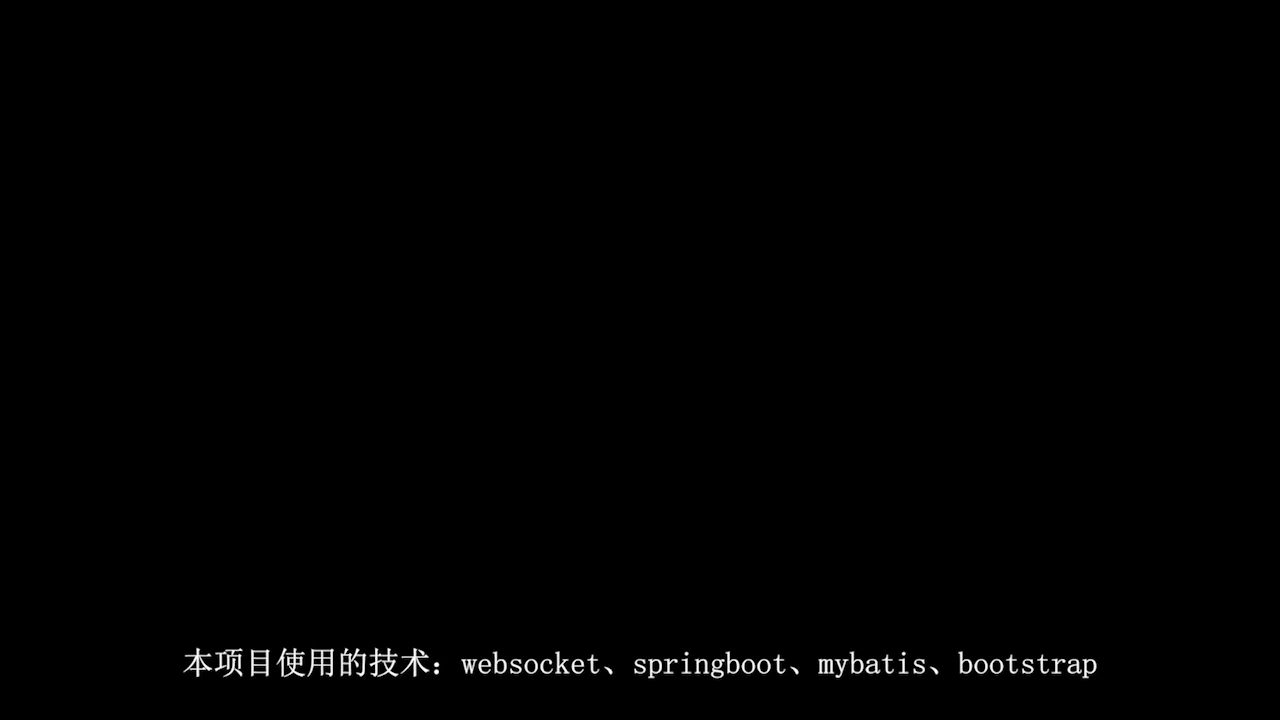 本项目使用的技术：websocket、springboot、mybatis、bootstrap